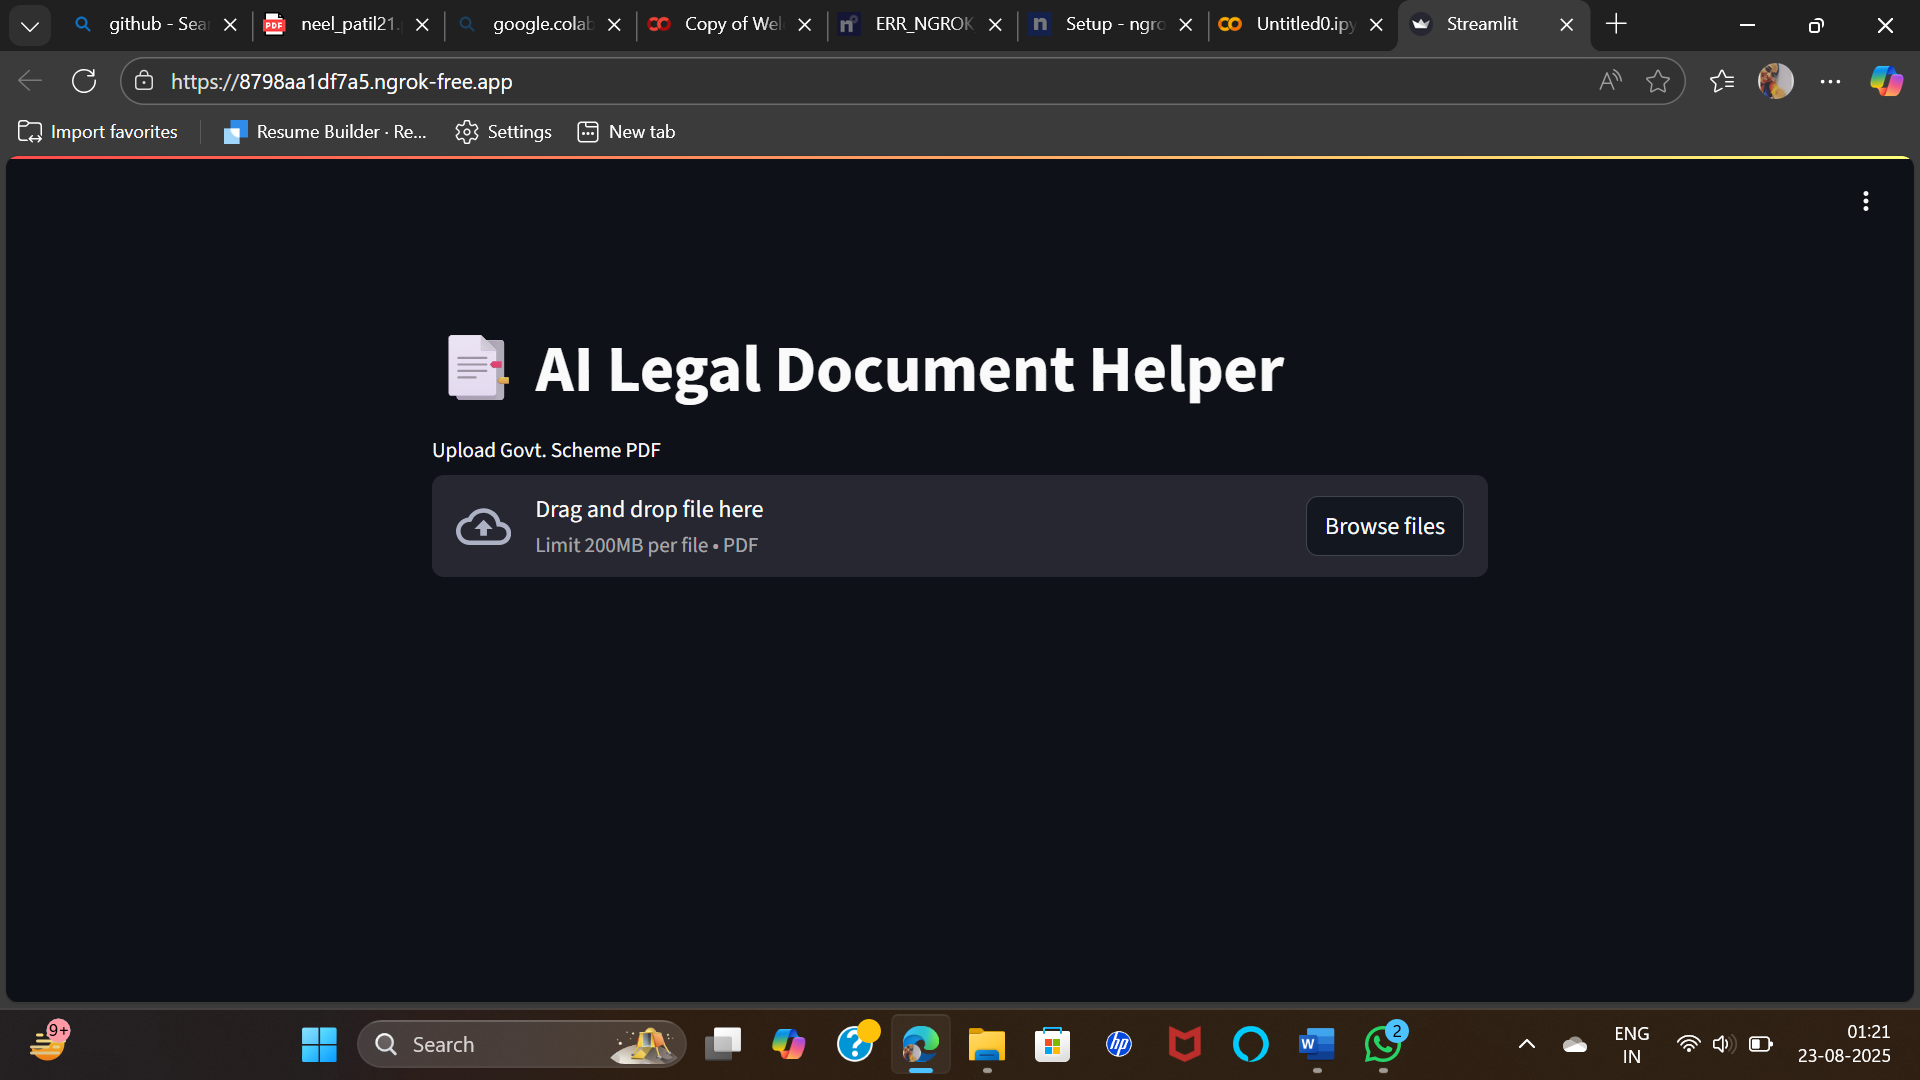 github - Sea
neel_patil21.
google.colab
Copy of Wel
ERR_NGROK
Setup - ngro
Untitled0.ipy
Streamlit
https://8798aa1df7a5.ngrok-free.app
Import favorites
Resume Builder · Re...
Settings
New tab
AI Legal Document Helper
Upload Govt. Scheme PDF
Drag and drop file here
Limit 200MB per file • PDF
Browse files
9+
Search
2
ENG
IN
01:21
23-08-2025